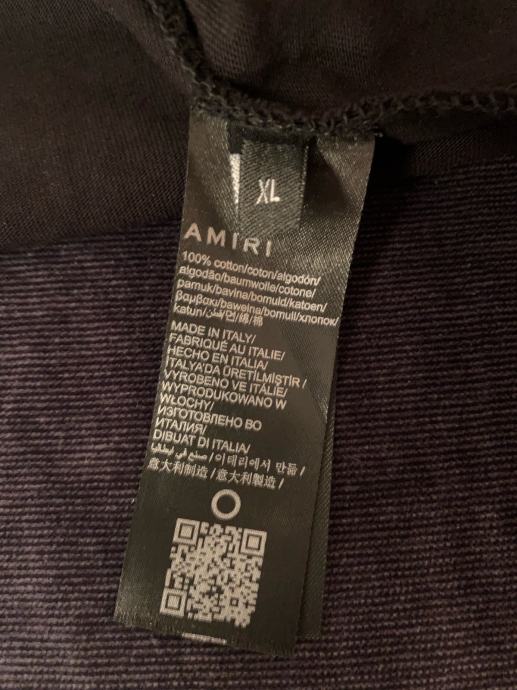 XL
AMIRI
100% cotton/coton/algodón/
algodão/baumwolle/cotone/
pamuk/bavlna/bomuld/katoen/
βαμβακι/bawełna/bomull/хлопок/
katun/قطن/면/綿/棉
MADE IN ITALY/
FABRIQUÉ AU ITALIE/
HECHO EN ITALIA/
ITALYA'DA ÜRETİLMİŞTİR/
VYROBENO VE ITÁLIE/
WYPRODUKOWANO W
WŁOCHY/
ИЗГОТОВЛЕНО ВО
ИТАЛИЯ/
DIBUAT DI ITALIA/
صنع في إيطاليا/이태리에서 만듦/
意大利制造/意大利製造/